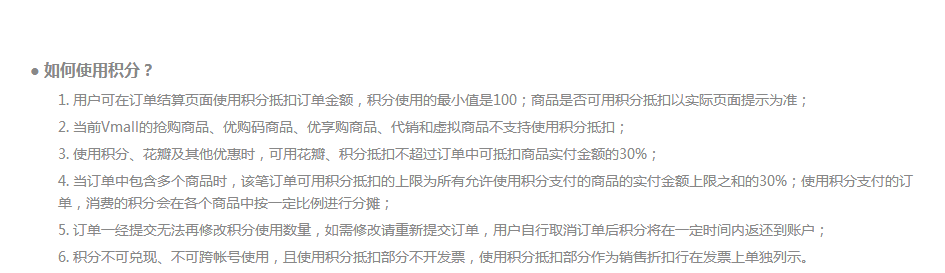 ● 如何使用积分？
1. 用户可在订单结算页面使用积分抵扣订单金额，积分使用的最小值是100；商品是否可用积分抵扣以实际页面提示为准；
2. 当前Vmall的抢购商品、优购码商品、优享购商品、代销和虚拟商品不支持使用积分抵扣；
3. 使用积分、花瓣及其他优惠时，可用花瓣、积分抵扣不超过订单中可抵扣商品实付金额的30%；
4. 当订单中包含多个商品时，该笔订单可用积分抵扣的上限为所有允许使用积分支付的商品的实付金额上限之和的30%；使用积分支付的订
单，消费的积分会在各个商品中按一定比例进行分摊；
5. 订单一经提交无法再修改积分使用数量，如需修改请重新提交订单，用户自行取消订单后积分将在一定时间内返还到账户；
6. 积分不可兑现、不可跨帐号使用，且使用积分抵扣部分不开发票，使用积分抵扣部分作为销售折扣行在发票上单独列示。